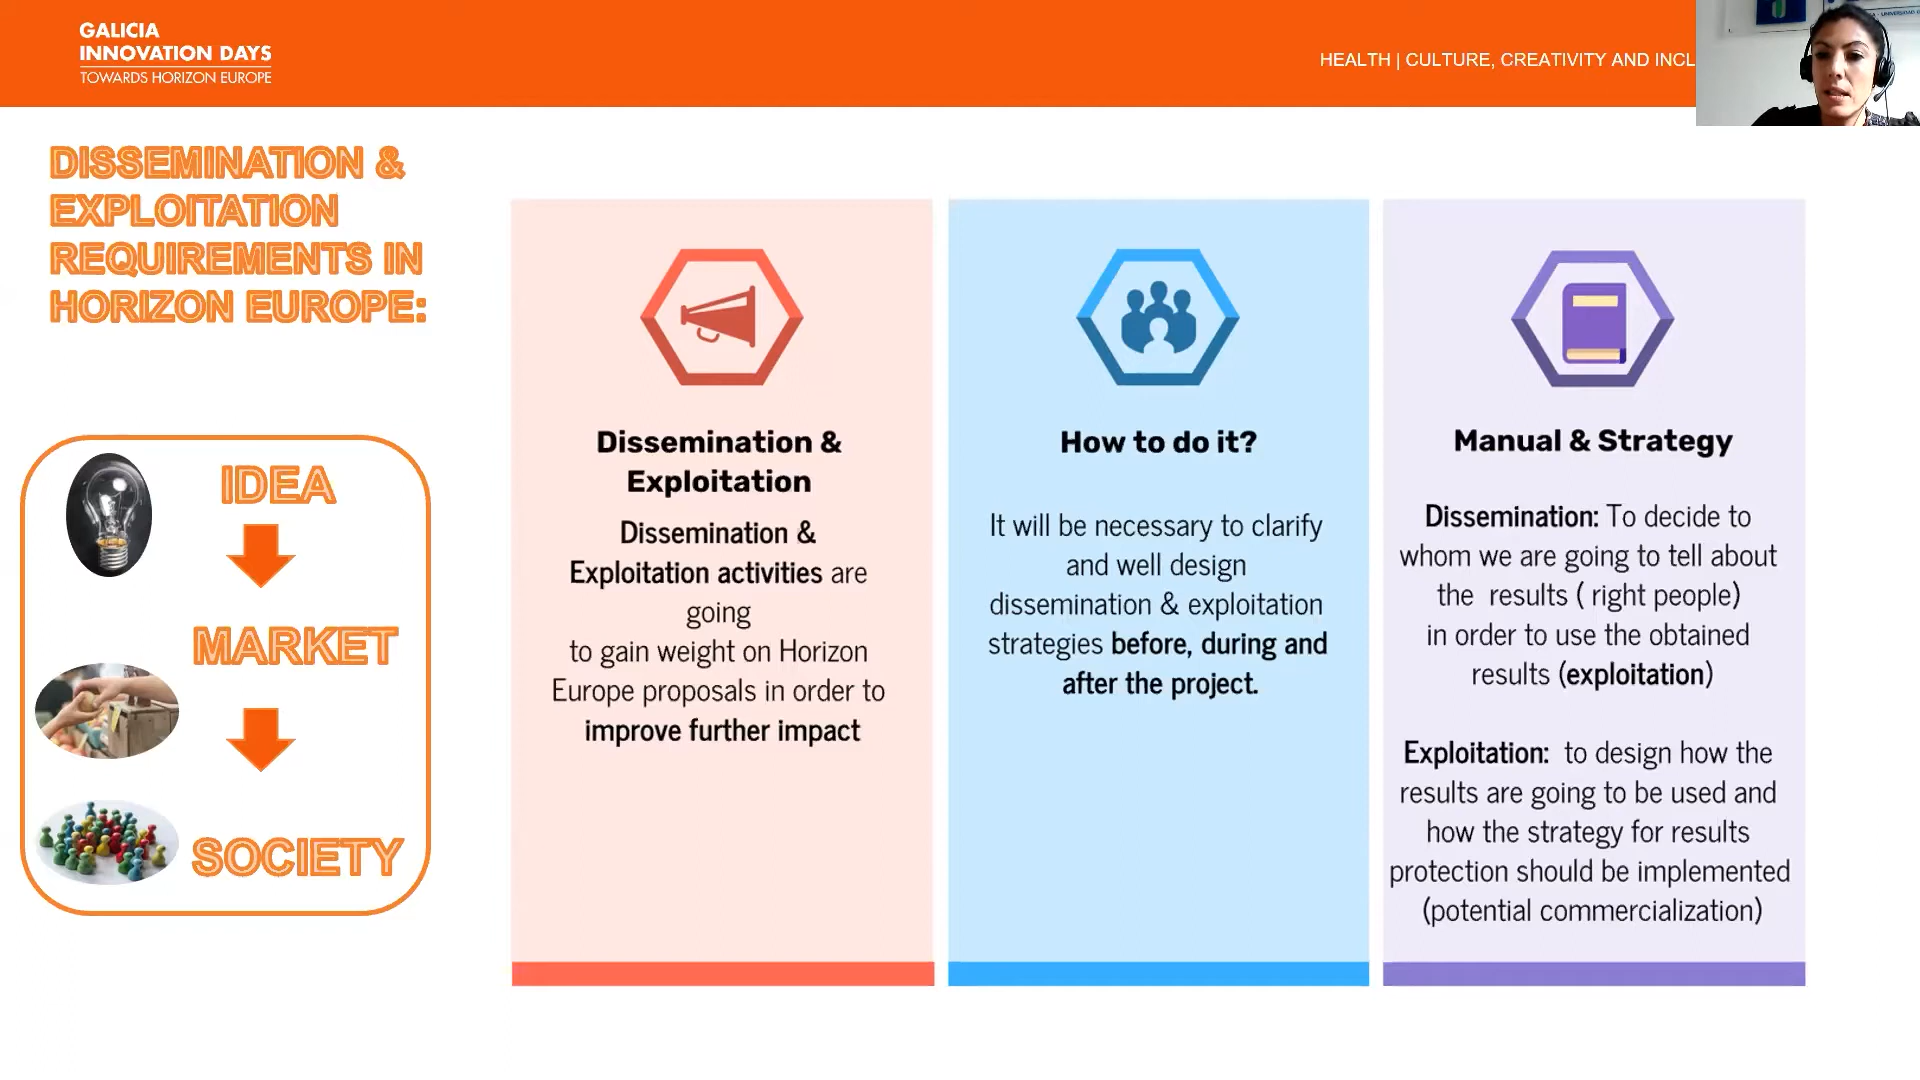 GALICIA
INNOVATION DAYS
TOWARDS HORIZON EUROPE
HEALTH | CULTURE, CREATIVITY AND INCL
DISSEMINATION &
EXPLOITATION
REQUIREMENTS IN
HORIZON EUROPE:
IDEA
MARKET
SOCIETY
Dissemination &
Exploitation
Dissemination &
Exploitation activities are
going
to gain weight on Horizon
Europe proposals in order to
improve further impact
How to do it?
It will be necessary to clarify
and well design
dissemination & exploitation
strategies before, during and
after the project.
Manual & Strategy
Dissemination: To decide to
whom we are going to tell about
the results ( right people)
in order to use the obtained
results (exploitation)
Exploitation: to design how the
results are going to be used and
how the strategy for results
protection should be implemented
(potential commercialization)